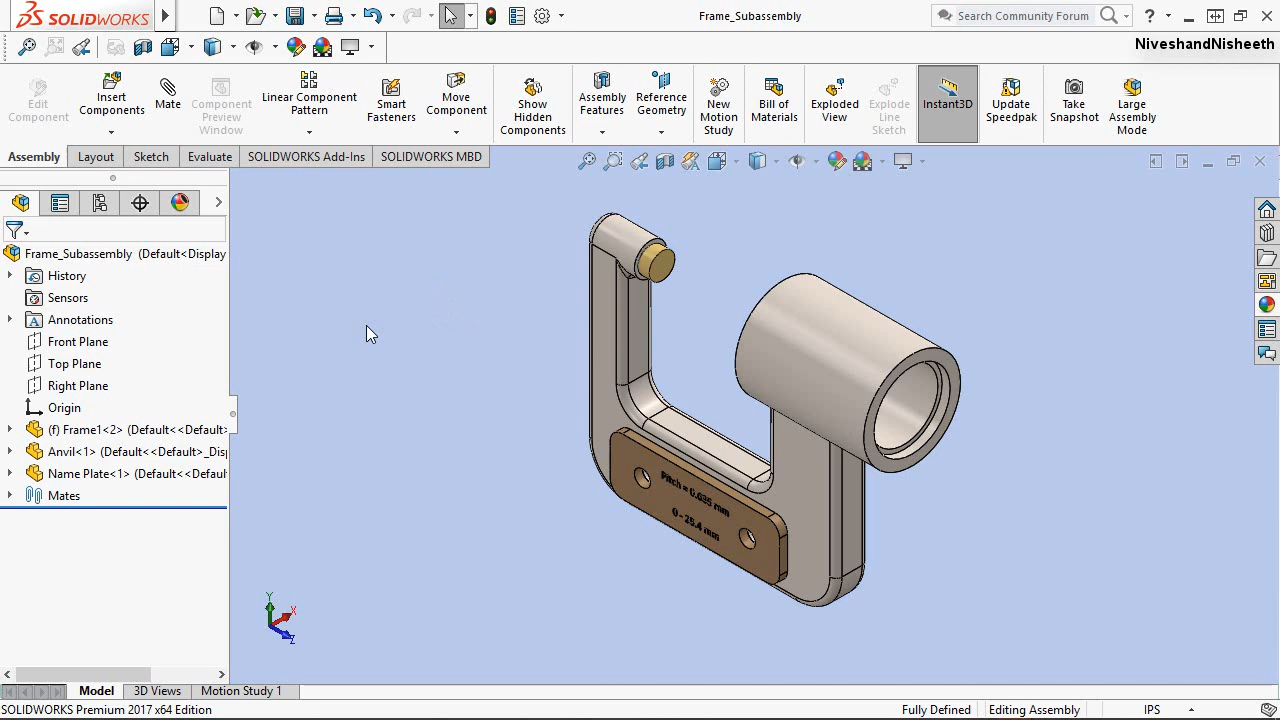 SOLIDWORKS
Frame_Subassembly
Search Community Forum
?
NiveshandNisheeth
Edit Component
Insert Components
Mate
Component Preview Window
Linear Component Pattern
Smart Fasteners
Move Component
Show Hidden Components
Assembly Features
Reference Geometry
New Motion Study
Bill of Materials
Exploded View
Explode Line Sketch
Instant3D
Update Speedpak
Take Snapshot
Large Assembly Mode
Assembly
Layout
Sketch
Evaluate
SOLIDWORKS Add-Ins
SOLIDWORKS MBD
Frame_Subassembly (Default<Display
History
Sensors
A Annotations
Front Plane
Top Plane
Right Plane
Origin
(f) Frame1<2> (Default<<Default>
Anvil<1> (Default<<Default>_Disp
Name Plate<1> (Default<<Defaul
Mates
Pitch = 0.635 mm
0 - 25.4 mm
Y
X
Z
Model
3D Views
Motion Study 1
SOLIDWORKS Premium 2017 x64 Edition
Fully Defined
Editing Assembly
IPS